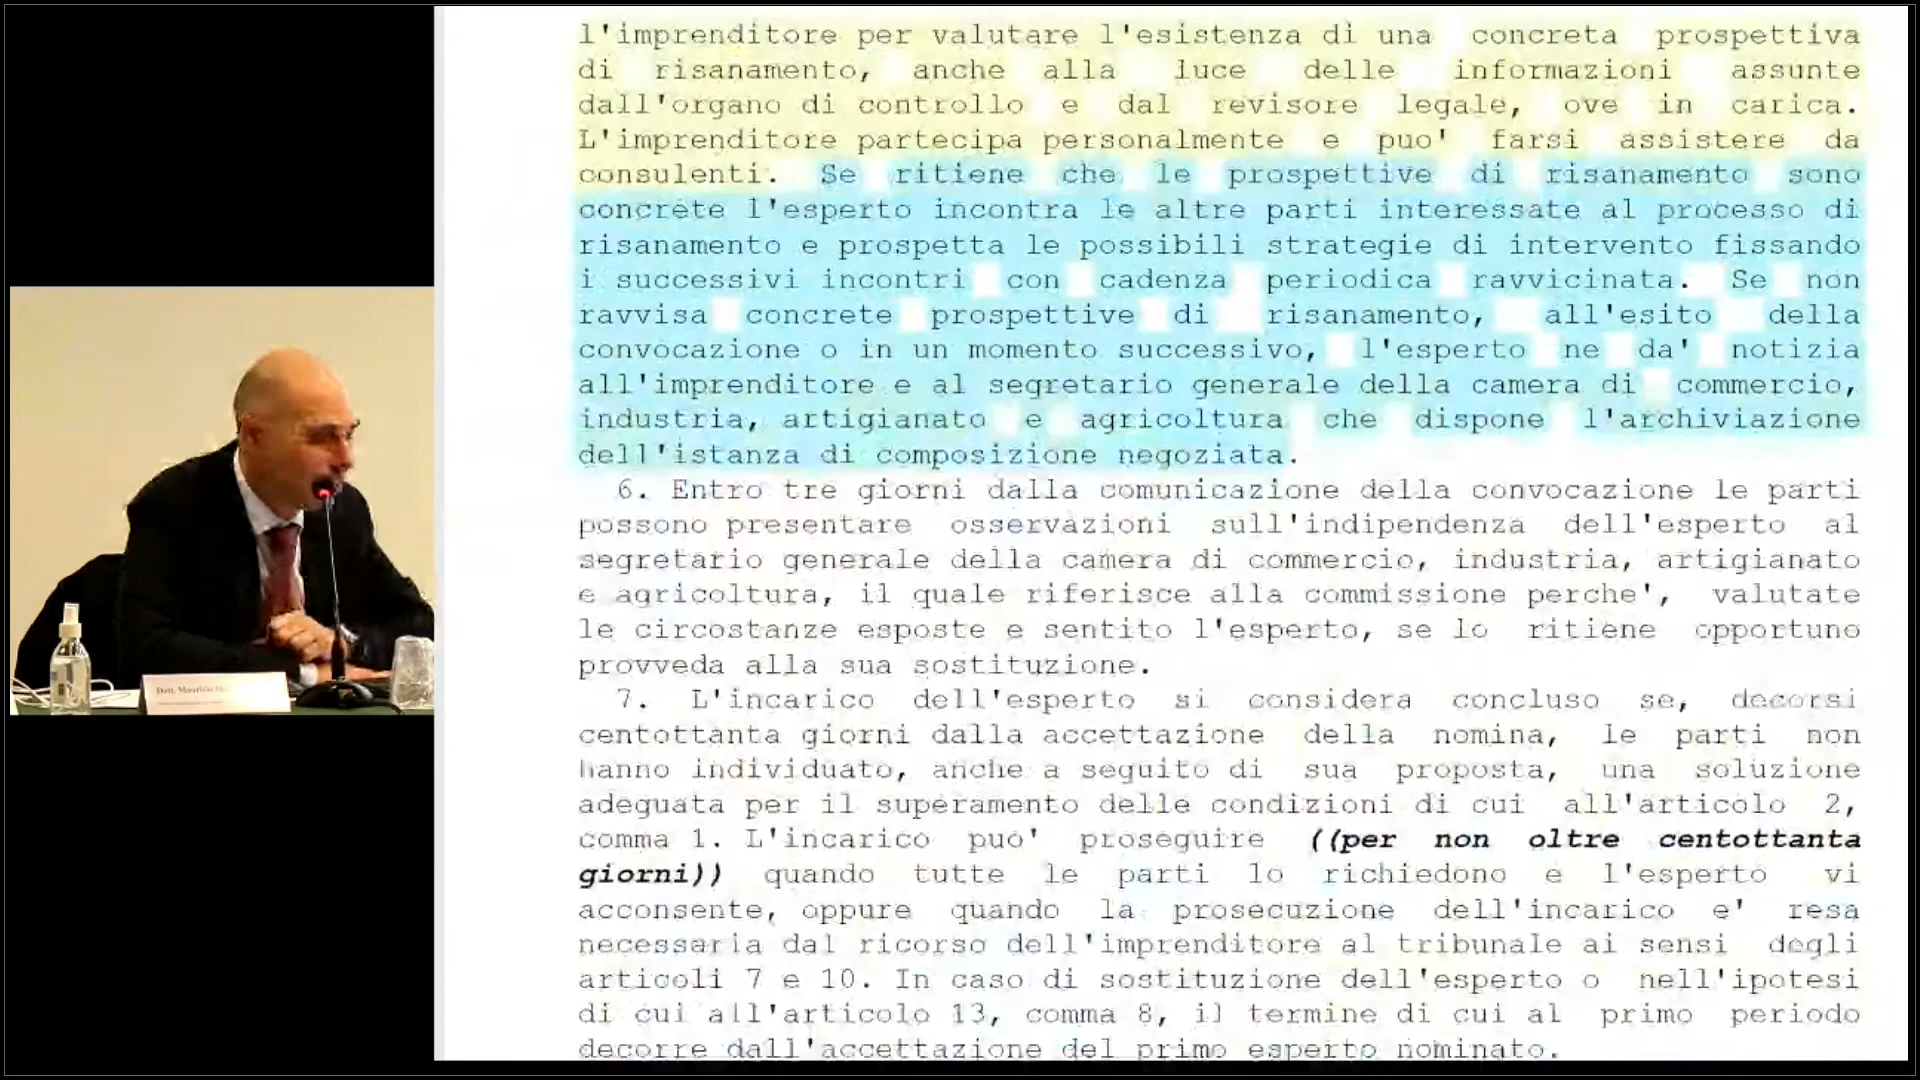 l'imprenditore per valutare l'esistenza di una concreta prospettiva
di risanamento, anche alla luce delle informazioni assunte
dall'organo di controllo e dal revisore legale, ove in carica.
L'imprenditore partecipa personalmente e puo' farsi assistere da
consulenti. Se ritiene che le prospettive di risanamento sono
concrete l'esperto incontra le altre parti interessate al processo di
risanamento e prospetta le possibili strategie di intervento fissando
i successivi incontri con cadenza periodica ravvicinata. Se non
ravvisa concrete prospettive di risanamento, all'esito della
convocazione o in un momento successivo, l'esperto ne da' notizia
all'imprenditore e al segretario generale della camera di commercio,
industria, artigianato e agricoltura che dispone l'archiviazione
dell'istanza di composizione negoziata.
6. Entro tre giorni dalla comunicazione della convocazione le parti
possono presentare osservazioni sull'indipendenza dell'esperto al
segretario generale della camera di commercio, industria, artigianato
e agricoltura, il quale riferisce alla commissione perche', valutate
le circostanze esposte e sentito l'esperto, se lo ritiene opportuno
provveda alla sua sostituzione.
7. L'incarico dell'esperto si considera concluso se, decorsi
centottanta giorni dalla accettazione della nomina, le parti non
hanno individuato, anche a seguito di sua proposta, una soluzione
adeguata per il superamento delle condizioni di cui all'articolo 2,
comma 1. L'incarico puo' proseguire ((per non oltre centottanta
giorni)) quando tutte le parti lo richiedono e l'esperto vi
acconsente, oppure quando la prosecuzione dell'incarico e' resa
necessaria dal ricorso dell'imprenditore al tribunale ai sensi degli
articoli 7 e 10. In caso di sostituzione dell'esperto o nell'ipotesi
di cui all'articolo 13, comma 8, il termine di cui al primo periodo
decorre dall'accettazione del primo esperto nominato.
Dott. Maurizio